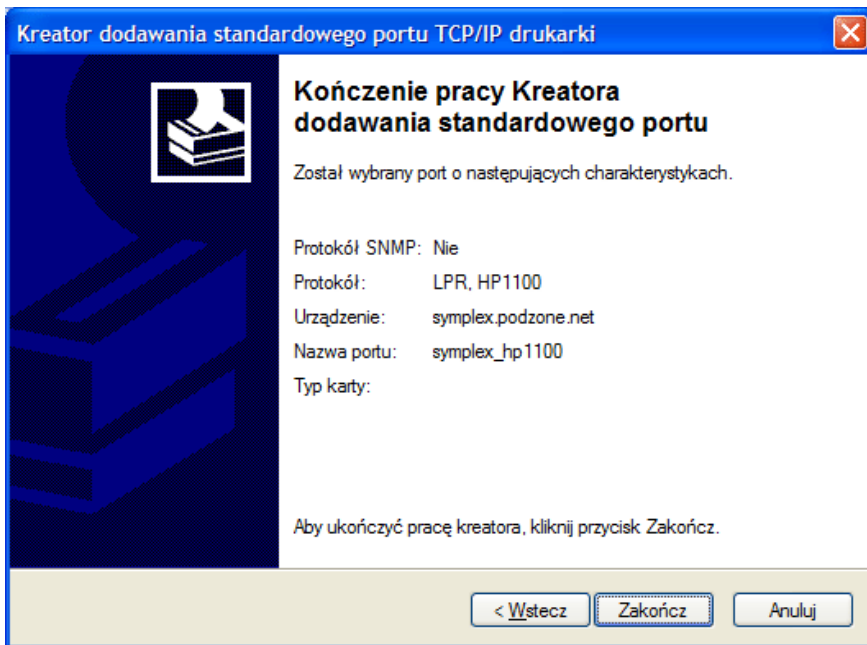 Kreator dodawania standardowego portu TCP/IP drukarki
Kończenie pracy Kreatora
dodawania standardowego portu
Został wybrany port o następujących charakterystykach.
Protokół SNMP: Nie
Protokół: LPR, HP1100
Urządzenie: symplex.podzone.net
Nazwa portu: symplex_hp1100
Typ karty:
Aby ukończyć pracę kreatora, kliknij przycisk Zakończ.
< Wstecz Zakończ Anuluj